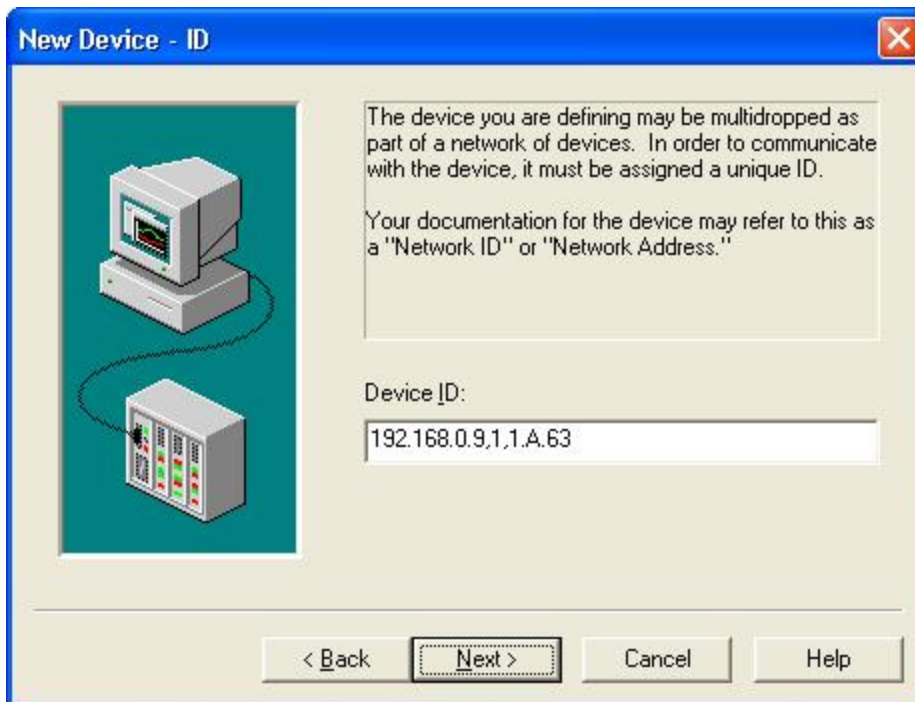 New Device - ID
The device you are defining may be multidropped as
part of a network of devices. In order to communicate
with the device, it must be assigned a unique ID.
Your documentation for the device may refer to this as
a "Network ID" or "Network Address."
Device ID:
192.168.0.9,1,1.A.63
< Back
Next >
Cancel
Help